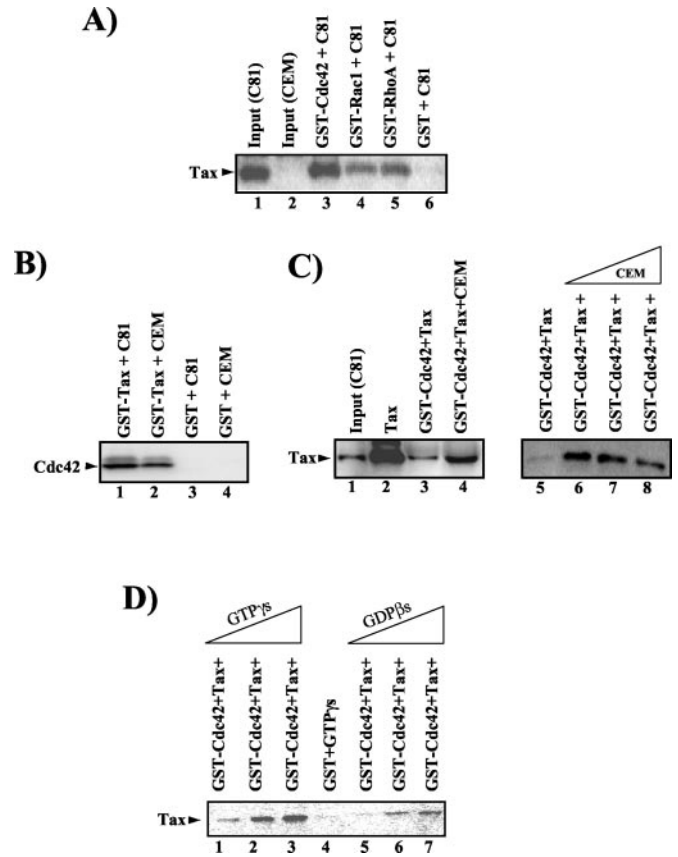 A)
Input (C81)
Input (CEM)
GST-Cdc42 + C81
GST-Rac1 + C81
GST-RhoA + C81
GST + C81
Tax
1 2 3 4 5 6
B)
GST-Tax + C81
GST-Tax + CEM
GST + C81
GST + CEM
Cdc42
1 2 3 4
C)
Input (C81)
Tax
GST-Cdc42+Tax
GST-Cdc42+Tax+CEM
Tax
1 2 3 4
CEM
GST-Cdc42+Tax
GST-Cdc42+Tax +
GST-Cdc42+Tax +
GST-Cdc42+Tax +
5 6 7 8
D)
GTPγs
GDPβs
GST-Cdc42+Tax+
GST-Cdc42+Tax+
GST-Cdc42+Tax+
GST+GTPγs
GST-Cdc42+Tax+
GST-Cdc42+Tax+
GST-Cdc42+Tax+
Tax
1 2 3 4 5 6 7